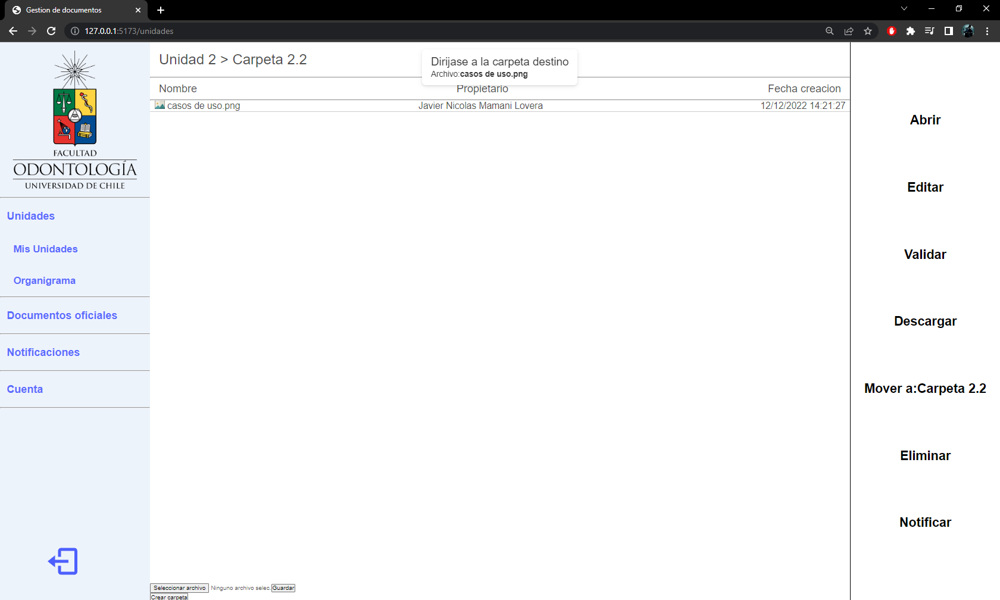 Gestion de documentos
127.0.0.1:5173/unidades
FACULTAD
ODONTOLOGÍA
UNIVERSIDAD DE CHILE
Unidades
Mis Unidades
Organigrama
Documentos oficiales
Notificaciones
Cuenta
Unidad 2 > Carpeta 2.2
Dirijase a la carpeta destino
Archivo:casos de uso.png
Nombre Propietario Fecha creacion
casos de uso.png Javier Nicolas Mamani Lovera 12/12/2022 14:21:27
Seleccionar archivo Ninguno archivo selec. Guardar
Crear carpeta
Abrir
Editar
Validar
Descargar
Mover a:Carpeta 2.2
Eliminar
Notificar